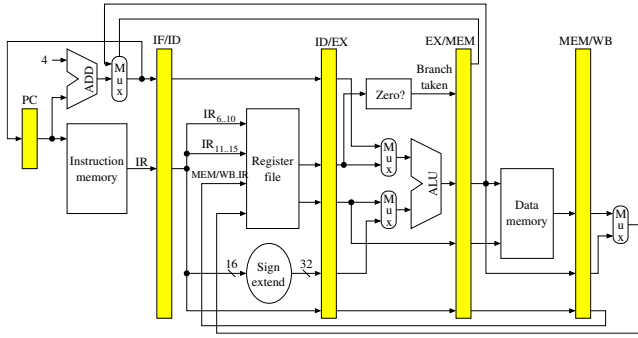 IF/ID
ID/EX
EX/MEM
MEM/WB
4
ADD
M
u
x
PC
Zero?
Branch
taken
IR6..10
IR11..15
MEM/WB.IR
Instruction
memory
IR
Register
file
M
u
x
M
u
x
ALU
Data
memory
M
u
x
16
Sign
extend
32